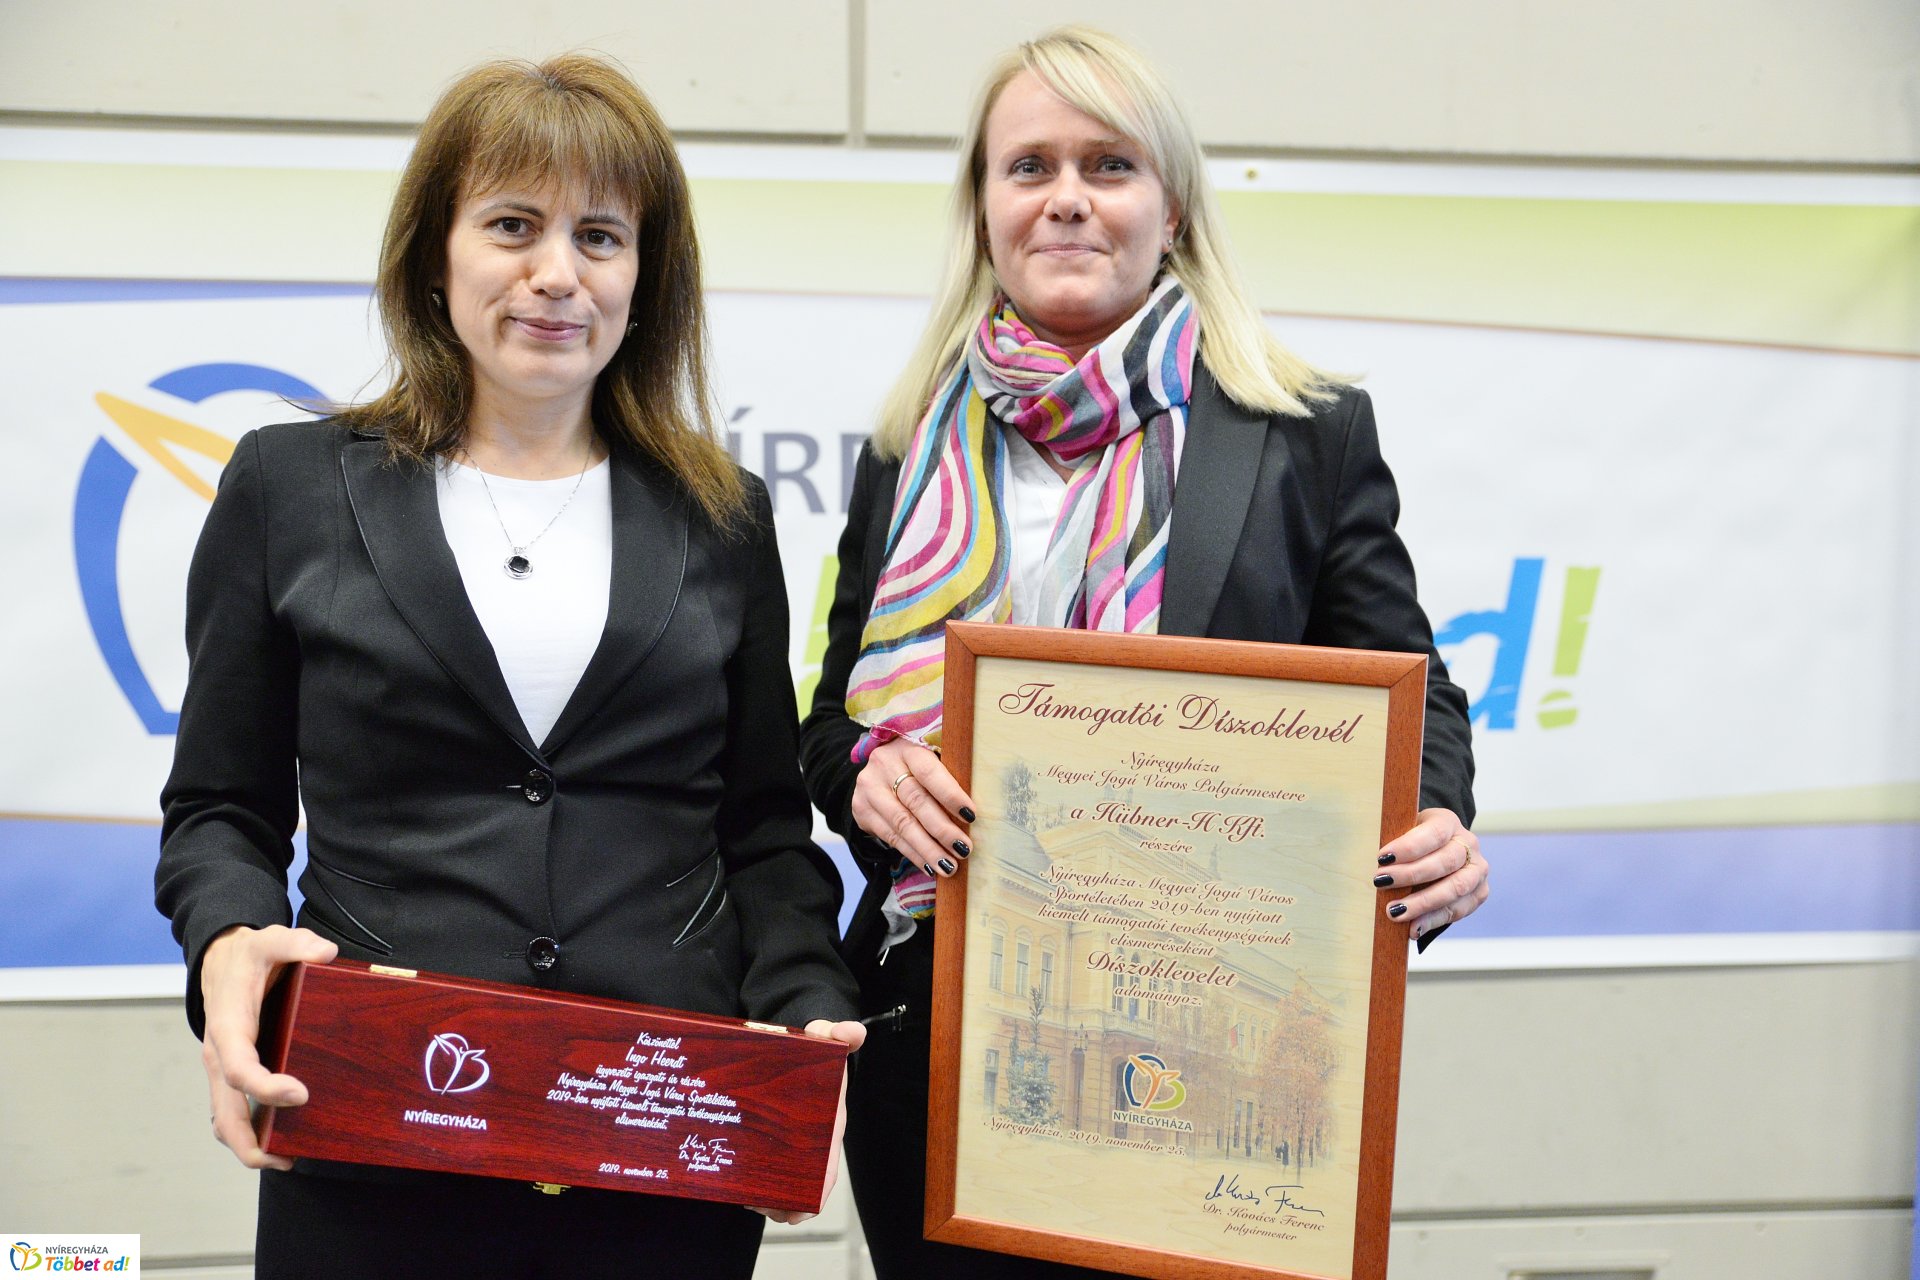 ÍRE
d!
Támogatói Díszoklevél
Nyíregyháza
Megyei Jogú Város Polgármestere
a Hübner-H Kft.
részére
Nyíregyháza Megyei Jogú Város
Sportéletében 2019-ben nyújtott
kiemelt támogatói tevékenységének
elismeréseként
Díszoklevelet
adományoz.
NYÍREGYHÁZA
Nyíregyháza, 2019. november 25.
Dr. Kovács Ferenc
polgármester
NYÍREGYHÁZA
Köszönettel
Ingo Heerdt
ügyvezető igazgató úr részére
Nyíregyháza Megyei Jogú Város Sportéletében
2019-ben nyújtott kiemelt támogatói tevékenységének
elismeréseként.
Dr. Kovács Ferenc
polgármester
2019. november 25.
NYÍREGYHÁZA
Többet ad!